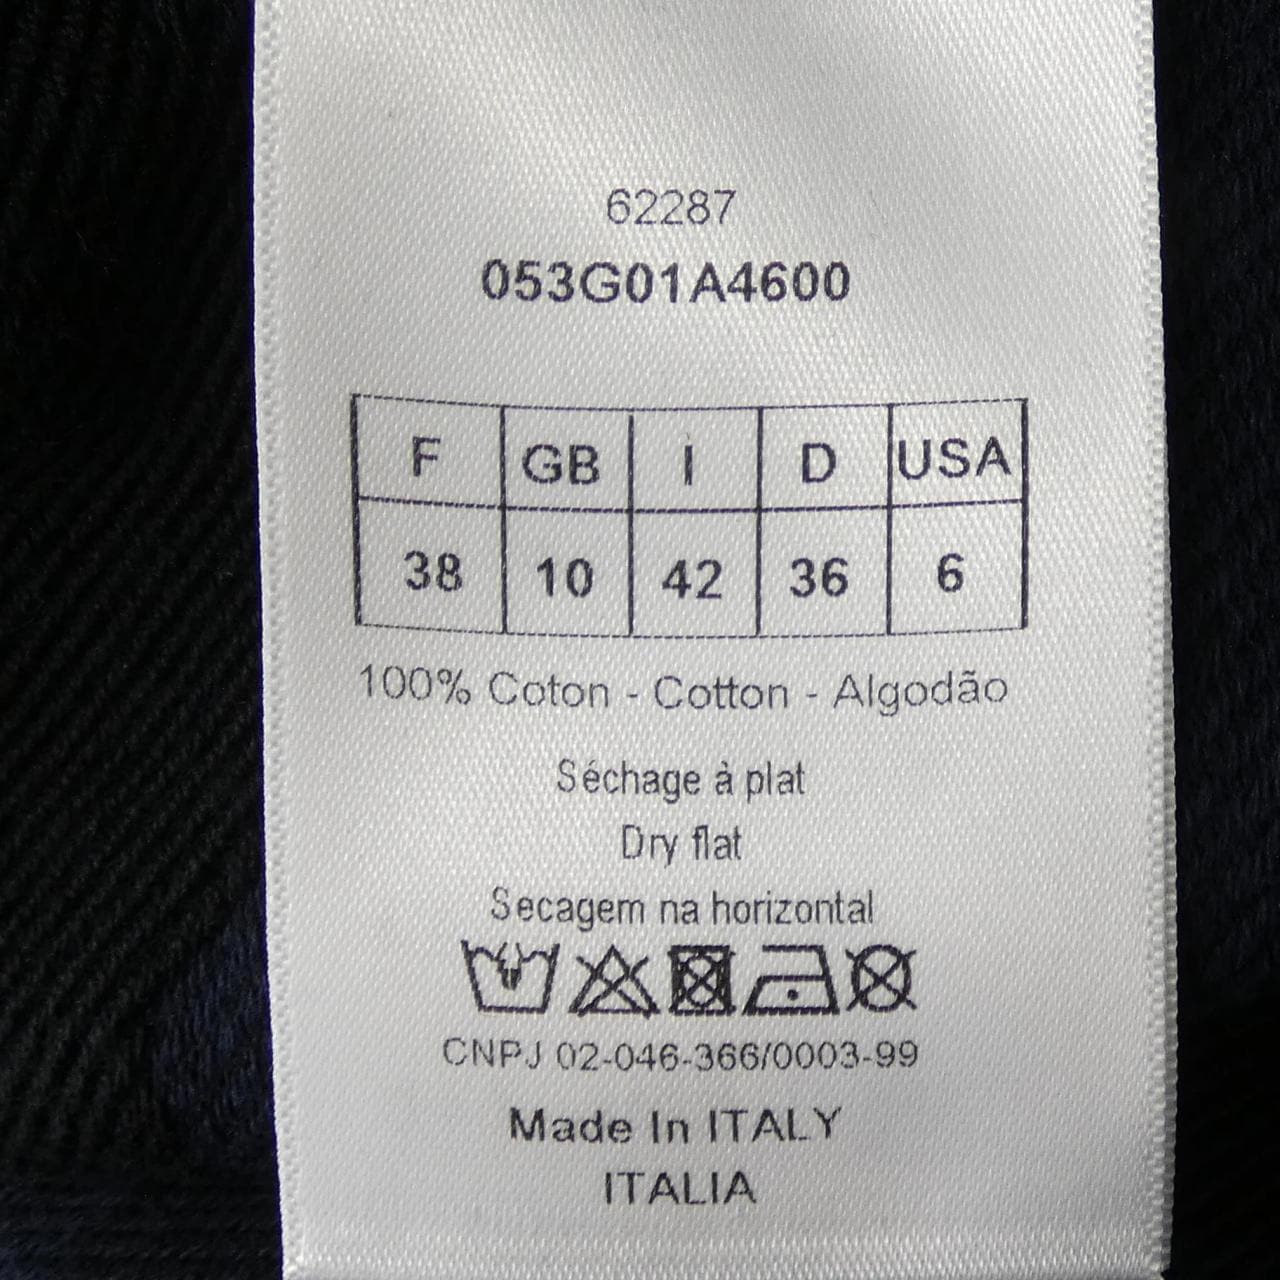 62287
053G01A4600
F GB I D USA
38 10 42 36 6
100% Coton - Cotton - Algodão
Séchage à plat
Dry flat
Secagem na horizontal
CNPJ 02-046-366/0003-99
Made In ITALY
ITALIA